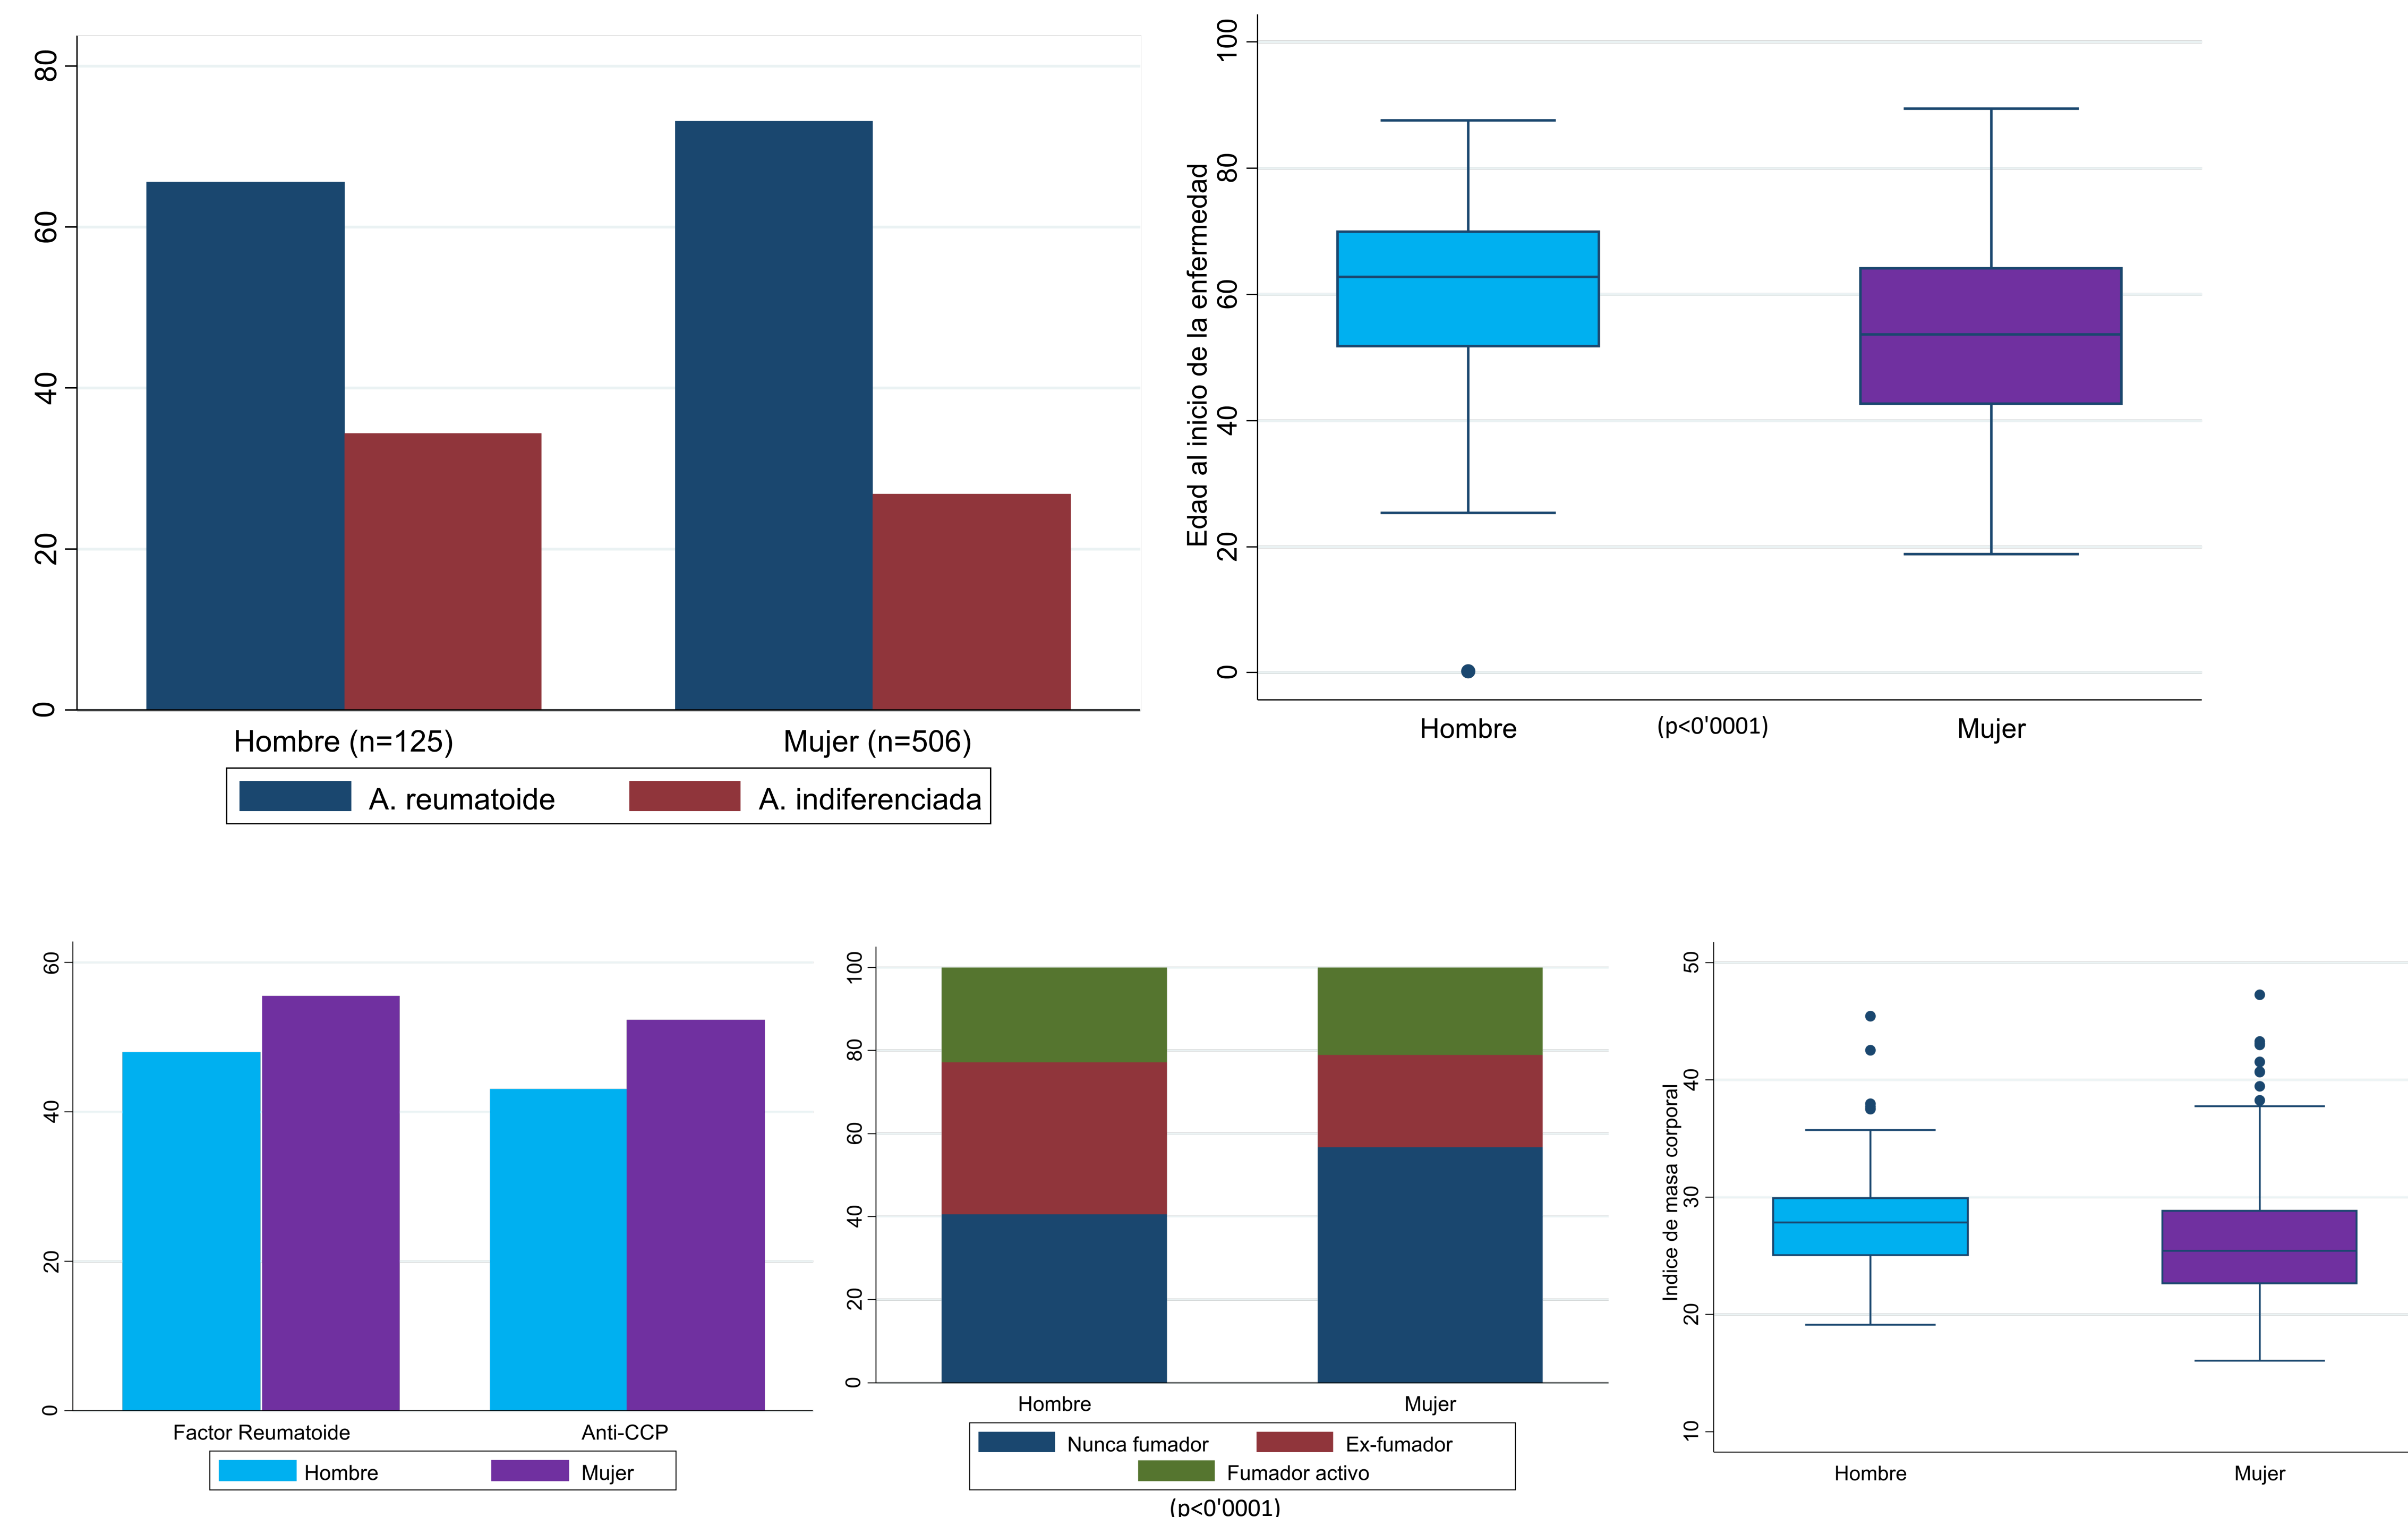 80
60
40
20
0
Hombre (n=125)
Mujer (n=506)
A. reumatoide
A. indiferenciada
Edad al inicio de la enfermedad
100
80
60
40
20
0
Hombre
(p<0'0001)
Mujer
60
40
20
0
Factor Reumatoide
Anti-CCP
Hombre
Mujer
100
80
60
40
20
0
Hombre
Mujer
Nunca fumador
Ex-fumador
Fumador activo
(p<0'0001)
Indice de masa corporal
50
40
30
20
10
Hombre
Mujer